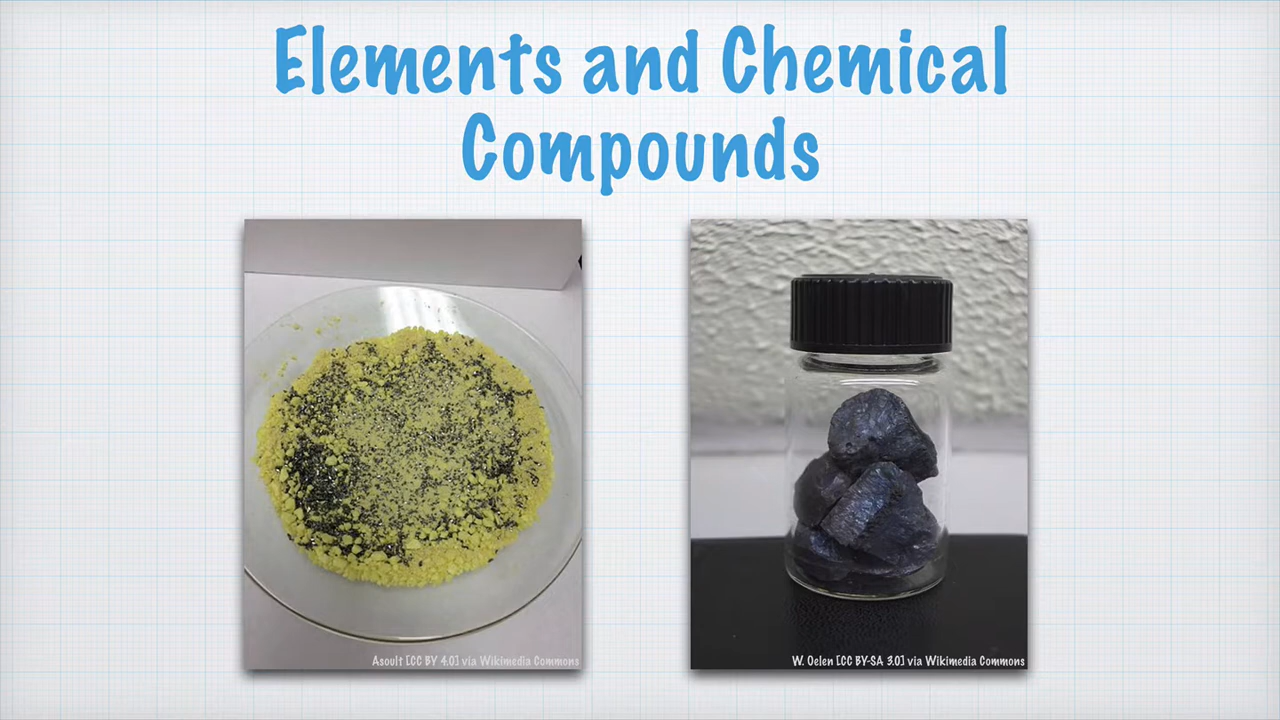 Elements and Chemical
Compounds
Asoult [CC BY 4.0] via Wikimedia Commons
W. Oelen [CC BY-SA 3.0] via Wikimedia Commons